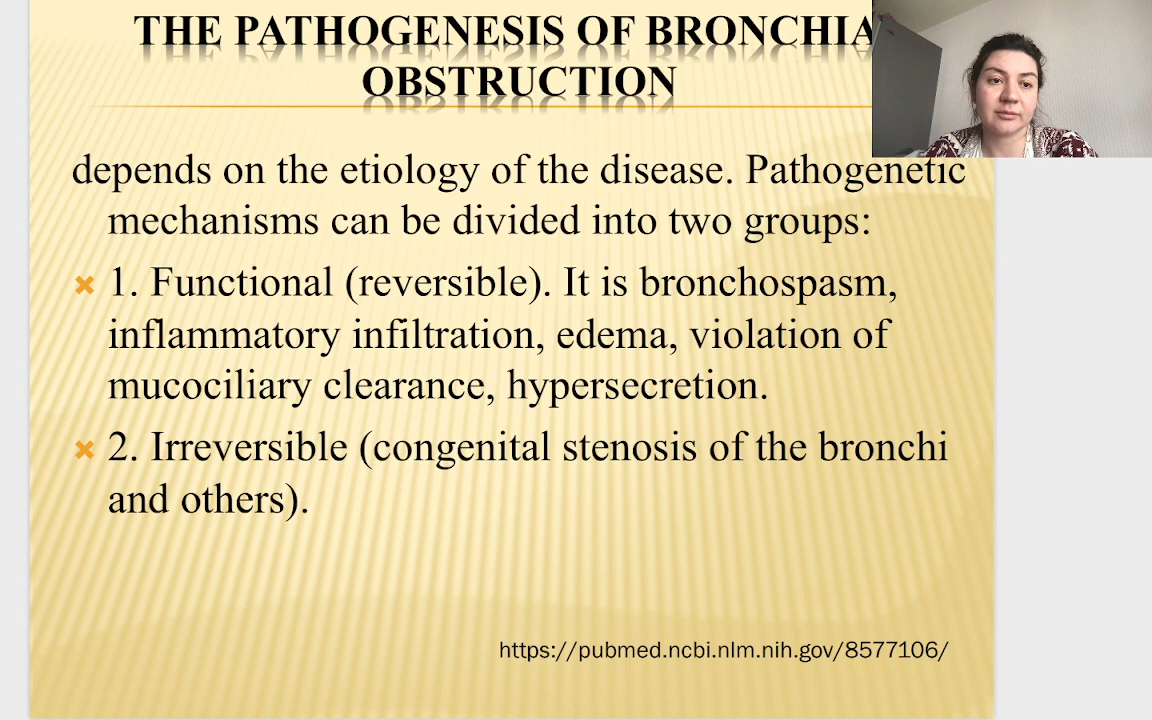 THE PATHOGENESIS OF BRONCHIA
OBSTRUCTION
depends on the etiology of the disease. Pathogenetic
mechanisms can be divided into two groups:
1. Functional (reversible). It is bronchospasm,
inflammatory infiltration, edema, violation of
mucociliary clearance, hypersecretion.
2. Irreversible (congenital stenosis of the bronchi
and others).
https://pubmed.ncbi.nlm.nih.gov/8577106/